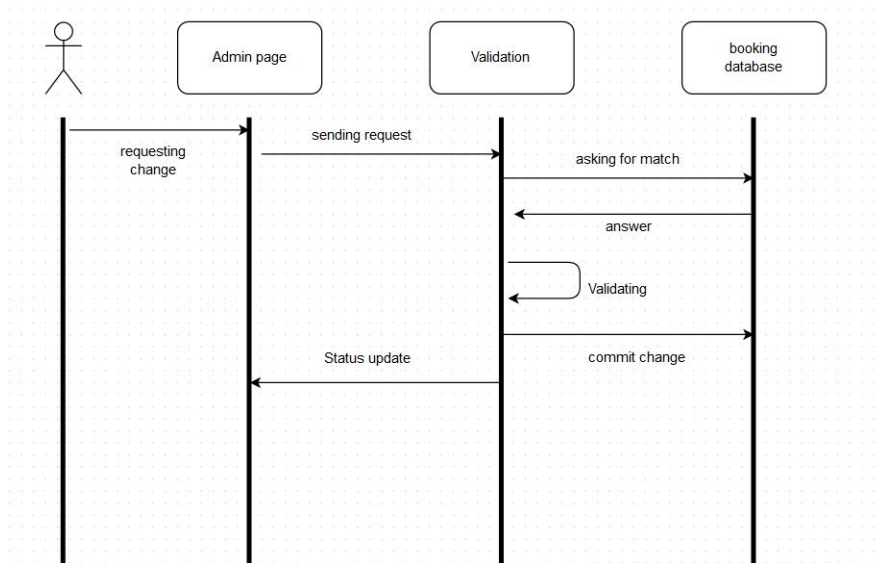 Admin page
Validation
booking
database
requesting
change
sending request
asking for match
answer
Validating
commit change
Status update